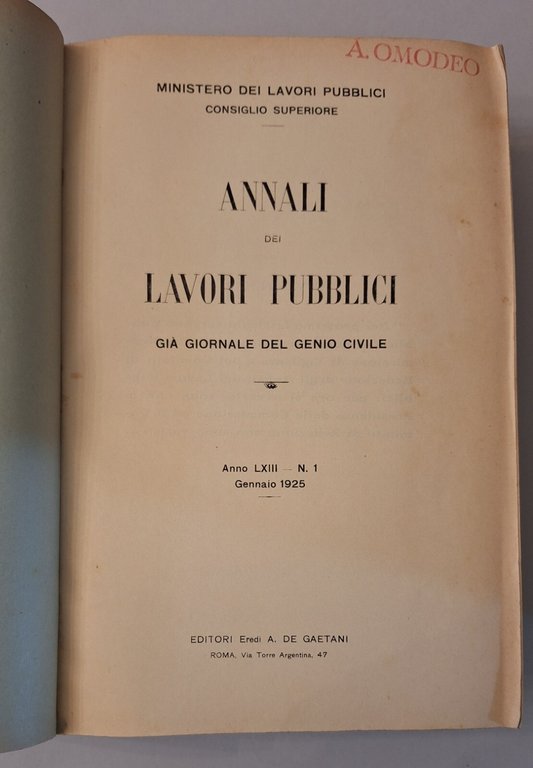 A. OMODEO
MINISTERO DEI LAVORI PUBBLICI
CONSIGLIO SUPERIORE
ANNALI
DEI
LAVORI PUBBLICI
GIÀ GIORNALE DEL GENIO CIVILE
Anno LXIII — N. 1
Gennaio 1925
EDITORI Eredi A. DE GAETANI
ROMA, Via Torre Argentina, 47